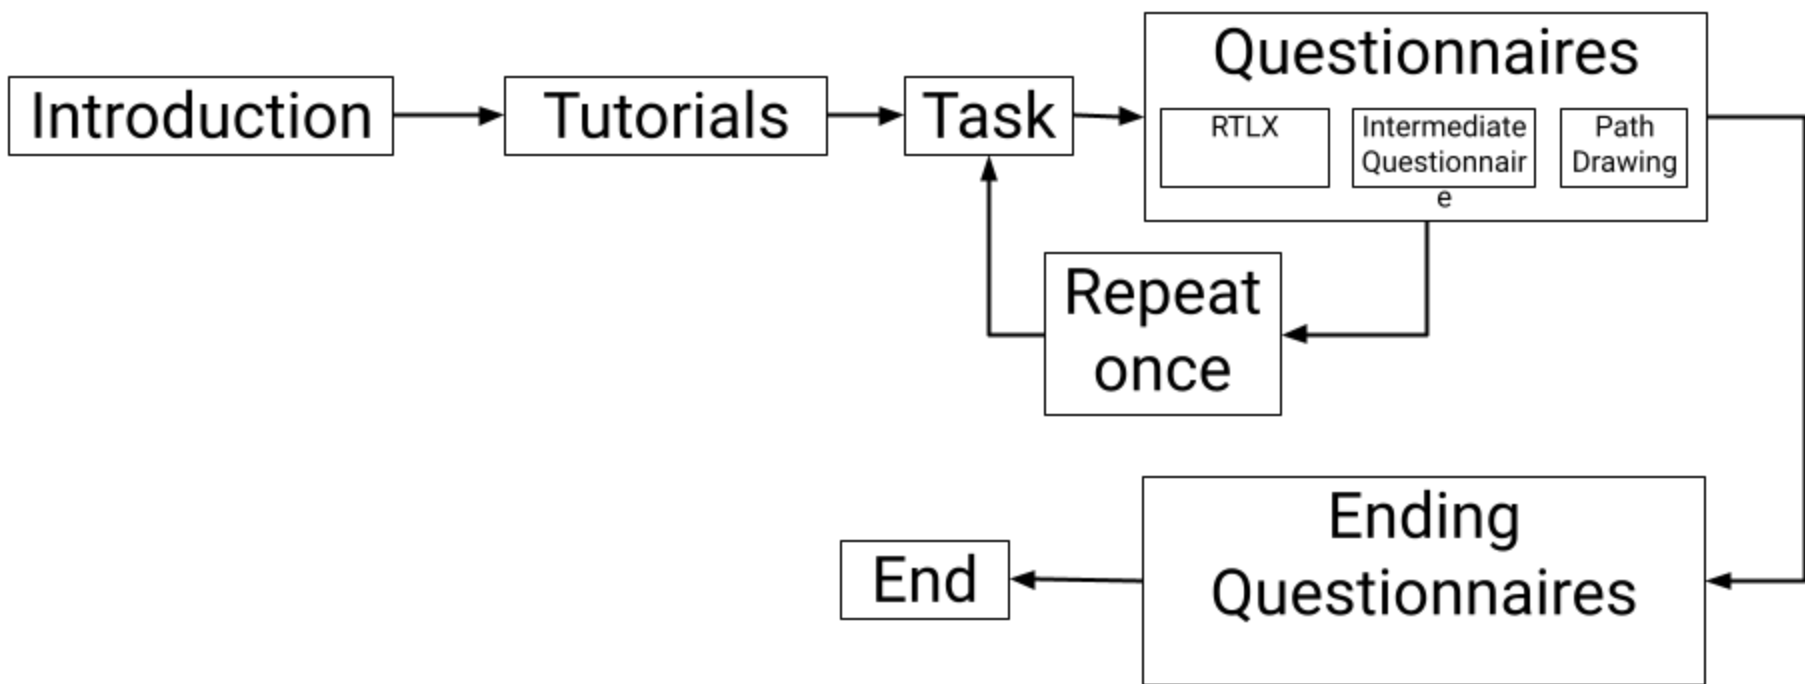 Introduction
Tutorials
Task
Questionnaires
RTLX
Intermediate
Questionnair
e
Path
Drawing
Repeat
once
Ending
Questionnaires
End